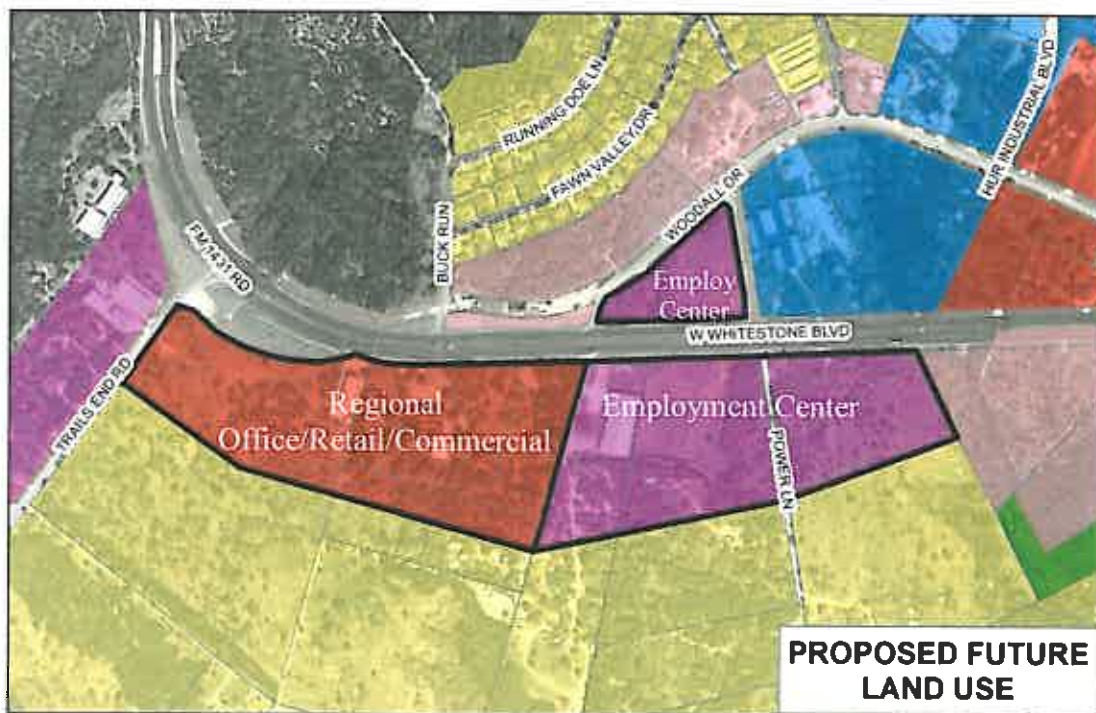 RUNNING DOE LN
FAWN VALLEY DR
HUR INDUSTRIAL BLVD
WOODALL DR
BUCK RUN
FM 1431 RD
Employ
Center
W WHITESTONE BLVD
TRAILS END RD
Regional
Office/Retail/Commercial
Employment Center
POWER LN
PROPOSED FUTURE
LAND USE